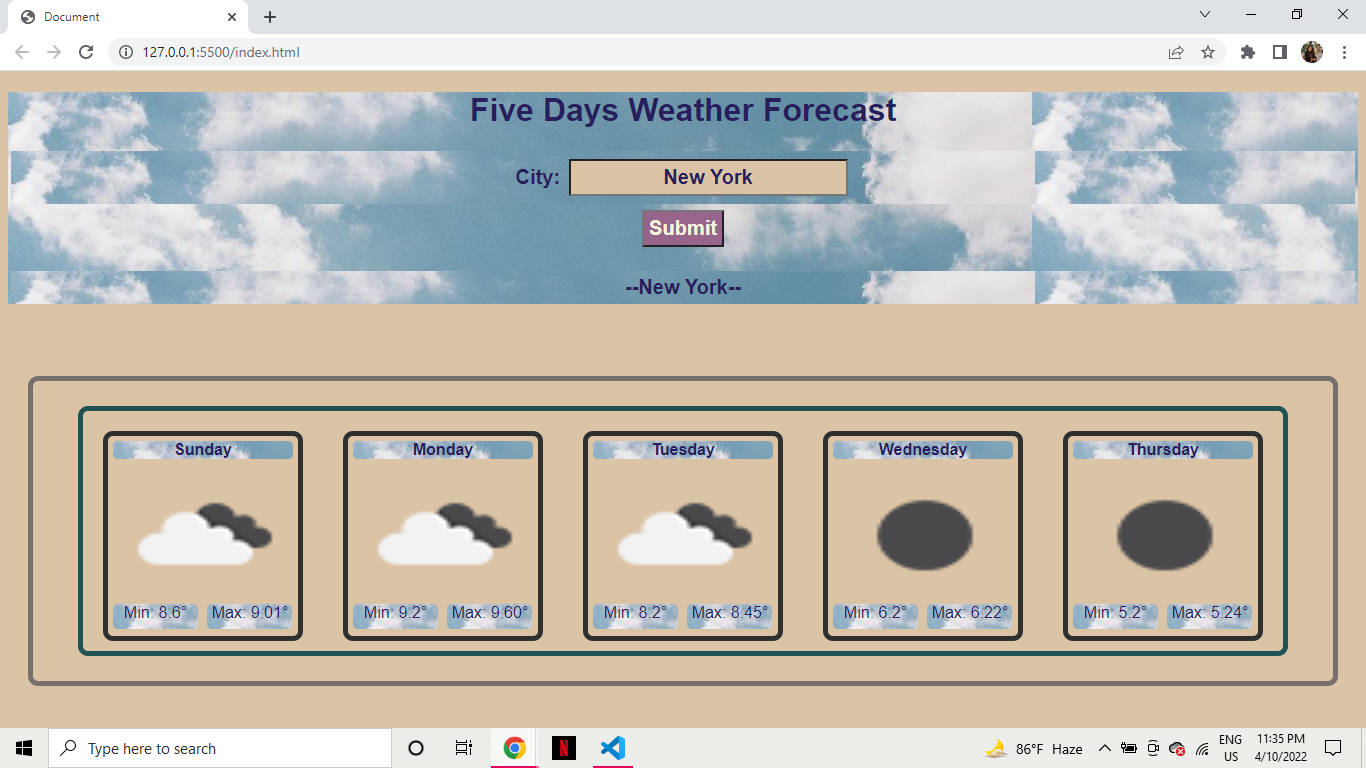 Document
127.0.0.1:5500/index.html
Five Days Weather Forecast
City: New York
Submit
--New York--
Sunday Monday Tuesday Wednesday Thursday
Min: 8.6° Max: 9.01° Min: 9.2° Max: 9.60° Min: 8.2° Max: 8.45° Min: 6.2° Max: 6.22° Min: 5.2° Max: 5.24°
Type here to search
N
86°F Haze
ENG
US
11:35 PM
4/10/2022